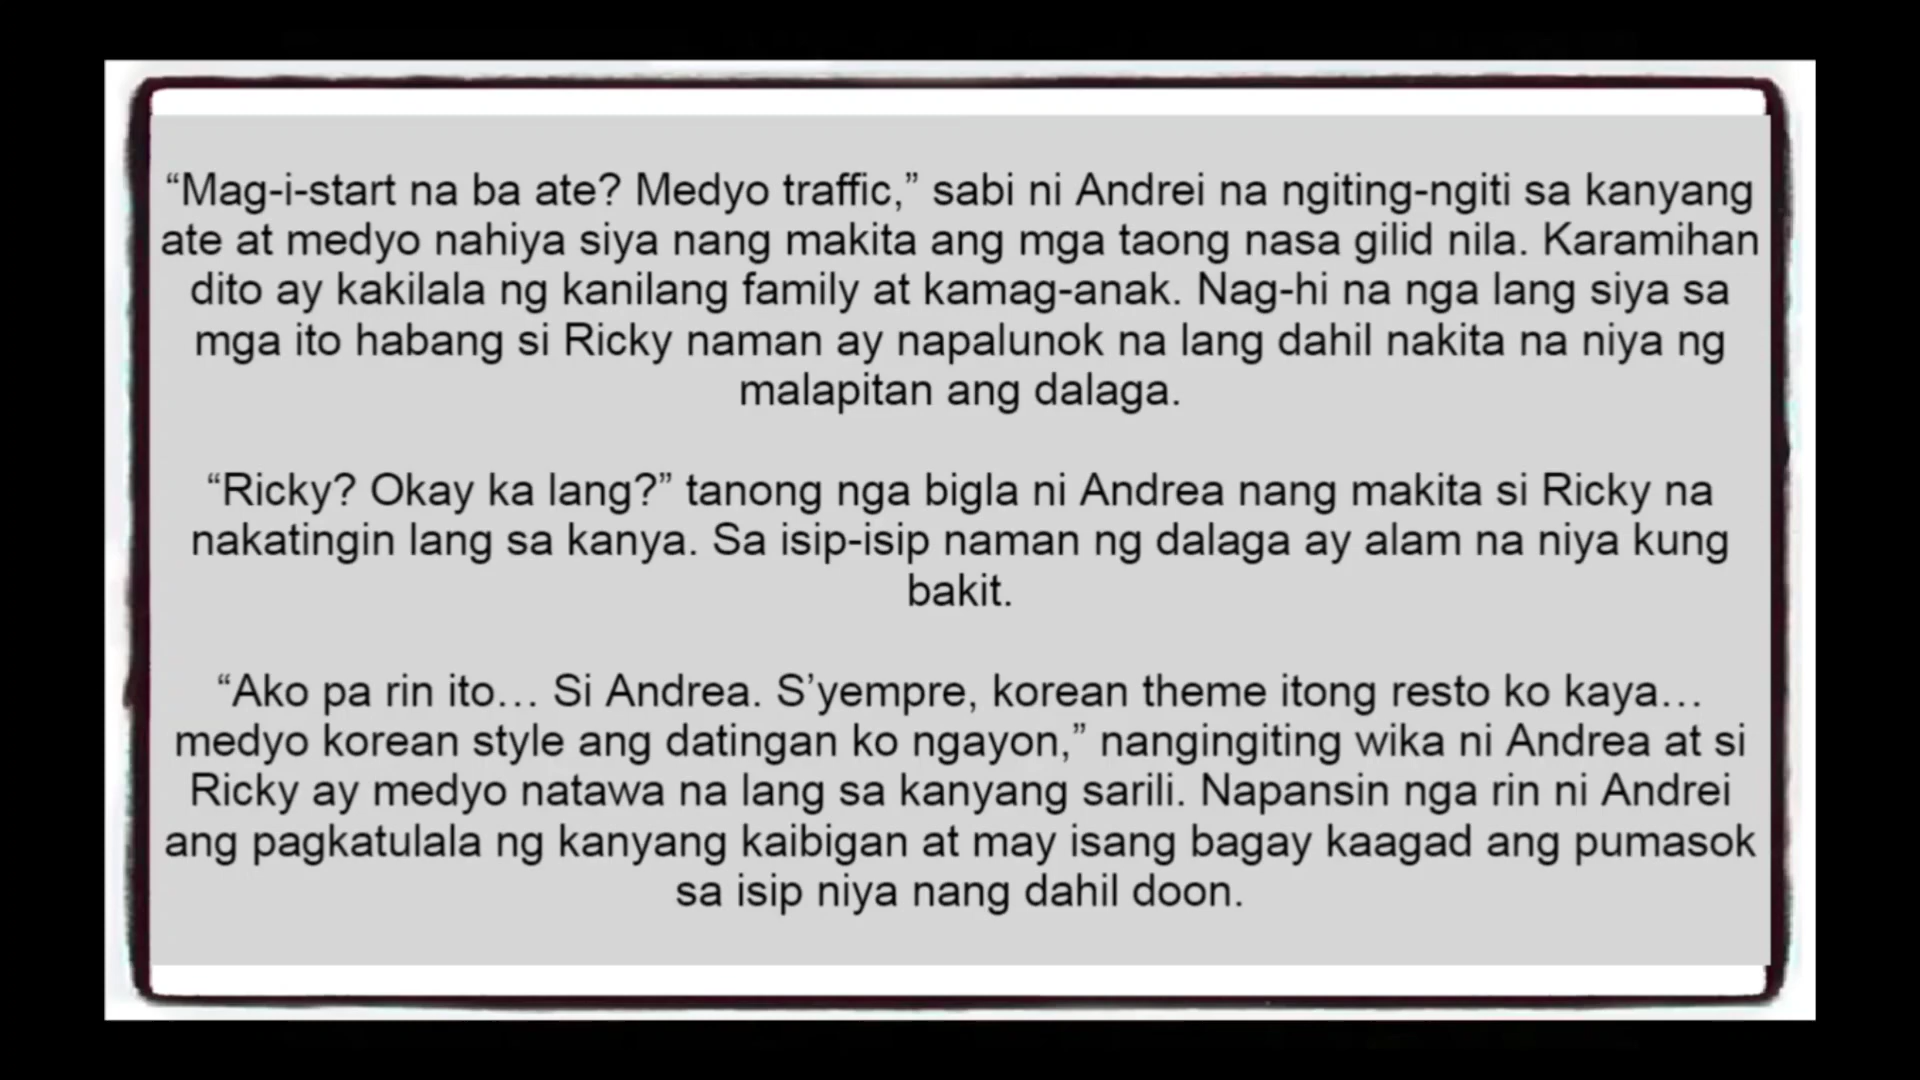 “Mag-i-start na ba ate? Medyo traffic,” sabi ni Andrei na ngiting-ngiti sa kanyang
ate at medyo nahiya siya nang makita ang mga taong nasa gilid nila. Karamihan
dito ay kakilala ng kanilang family at kamag-anak. Nag-hi na nga lang siya sa
mga ito habang si Ricky naman ay napalunok na lang dahil nakita na niya ng
malapitan ang dalaga.
“Ricky? Okay ka lang?” tanong nga bigla ni Andrea nang makita si Ricky na
nakatingin lang sa kanya. Sa isip-isip naman ng dalaga ay alam na niya kung
bakit.
“Ako pa rin ito… Si Andrea. S’yempre, korean theme itong resto ko kaya…
medyo korean style ang datingan ko ngayon,” nangingiting wika ni Andrea at si
Ricky ay medyo natawa na lang sa kanyang sarili. Napansin nga rin ni Andrei
ang pagkatulala ng kanyang kaibigan at may isang bagay kaagad ang pumasok
sa isip niya nang dahil doon.